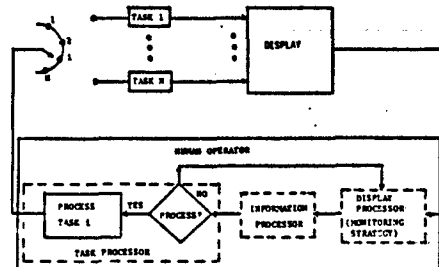 1
2
i
N
TASK 1
TASK N
DISPLAY
HUMAN OPERATOR
PROCESS
TASK i
YES
PROCESS?
NO
INFORMATION
PROCESSOR
DISPLAY
PROCESSOR
(MONITORING
STRATEGY)
TASK PROCESSOR